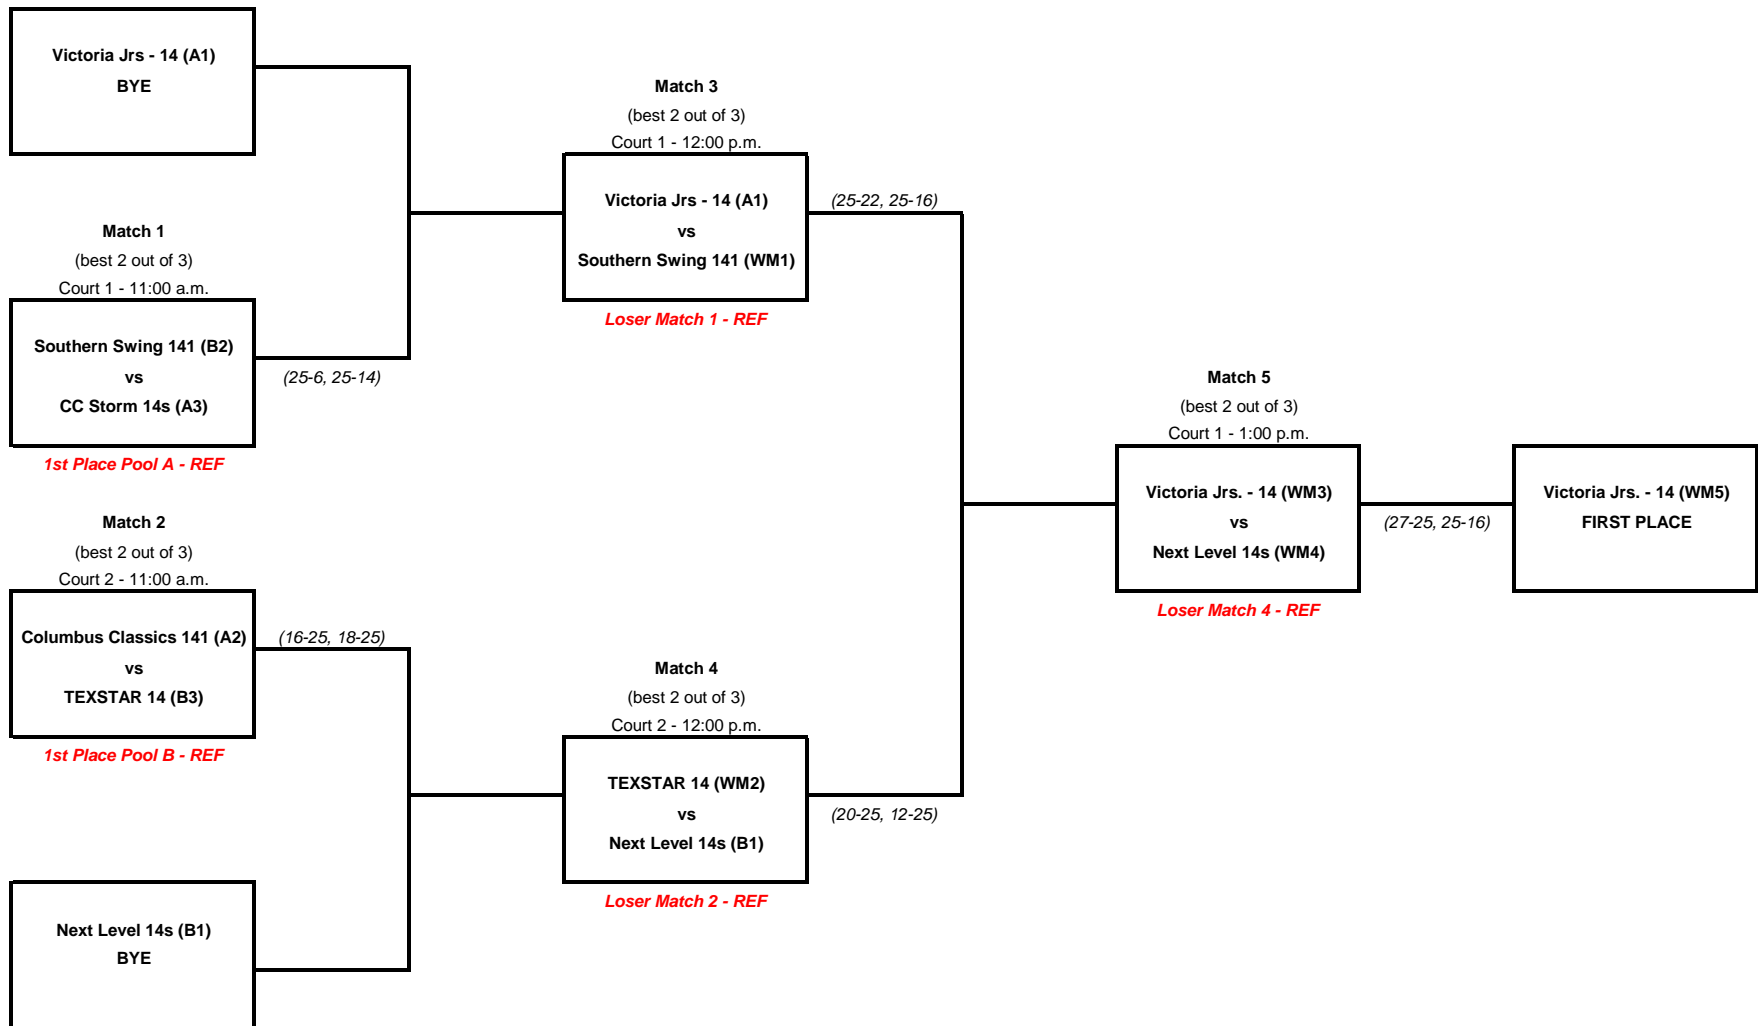 Victoria Jrs - 14 (A1)
BYE
Match 1
(best 2 out of 3)
Court 1 - 11:00 a.m.
Southern Swing 141 (B2)
vs
CC Storm 14s (A3)
(25-6, 25-14)
1st Place Pool A - REF
Match 2
(best 2 out of 3)
Court 2 - 11:00 a.m.
Columbus Classics 141 (A2)
vs
TEXSTAR 14 (B3)
(16-25, 18-25)
1st Place Pool B - REF
Next Level 14s (B1)
BYE
Match 3
(best 2 out of 3)
Court 1 - 12:00 p.m.
Victoria Jrs - 14 (A1)
vs
Southern Swing 141 (WM1)
(25-22, 25-16)
Loser Match 1 - REF
Match 4
(best 2 out of 3)
Court 2 - 12:00 p.m.
TEXSTAR 14 (WM2)
vs
Next Level 14s (B1)
(20-25, 12-25)
Loser Match 2 - REF
Match 5
(best 2 out of 3)
Court 1 - 1:00 p.m.
Victoria Jrs. - 14 (WM3)
vs
Next Level 14s (WM4)
(27-25, 25-16)
Loser Match 4 - REF
Victoria Jrs. - 14 (WM5)
FIRST PLACE